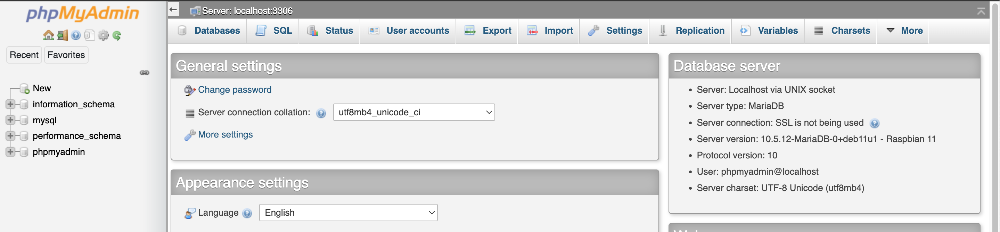 phpMyAdmin
Recent Favorites
New
information_schema
mysql
performance_schema
phpmyadmin
Server: localhost:3306
Databases SQL Status User accounts Export Import Settings Replication Variables Charsets More
General settings
Change password
Server connection collation: utf8mb4_unicode_ci
More settings
Appearance settings
Language English
Database server
Server: Localhost via UNIX socket
Server type: MariaDB
Server connection: SSL is not being used
Server version: 10.5.12-MariaDB-0+deb11u1 - Raspbian 11
Protocol version: 10
User: phpmyadmin@localhost
Server charset: UTF-8 Unicode (utf8mb4)